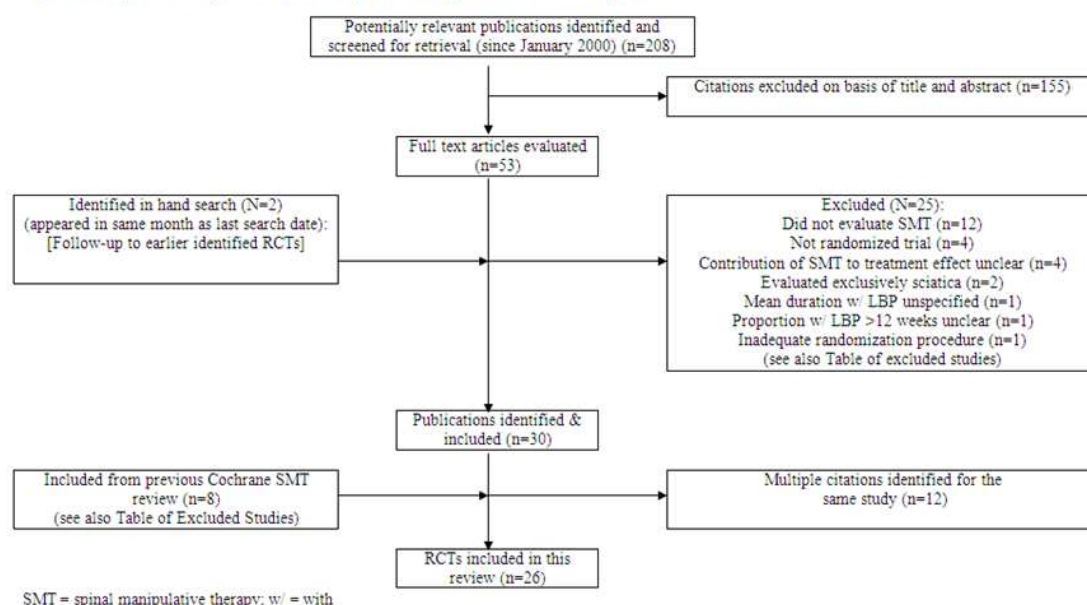 Potentially relevant publications identified and
screened for retrieval (since January 2000) (n=208)
Citations excluded on basis of title and abstract (n=155)
Full text articles evaluated
(n=53)
Identified in hand search (N=2)
(appeared in same month as last search date):
[Follow-up to earlier identified RCTs]
Excluded (N=25):
Did not evaluate SMT (n=12)
Not randomized trial (n=4)
Contribution of SMT to treatment effect unclear (n=4)
Evaluated exclusively sciatica (n=2)
Mean duration w/ LBP unspecified (n=1)
Proportion w/ LBP >12 weeks unclear (n=1)
Inadequate randomization procedure (n=1)
(see also Table of excluded studies)
Publications identified &
included (n=30)
Included from previous Cochrane SMT
review (n=8)
(see also Table of Excluded Studies)
Multiple citations identified for the
same study (n=12)
RCTs included in this
review (n=26)
SMT = spinal manipulative therapy; w/ = with